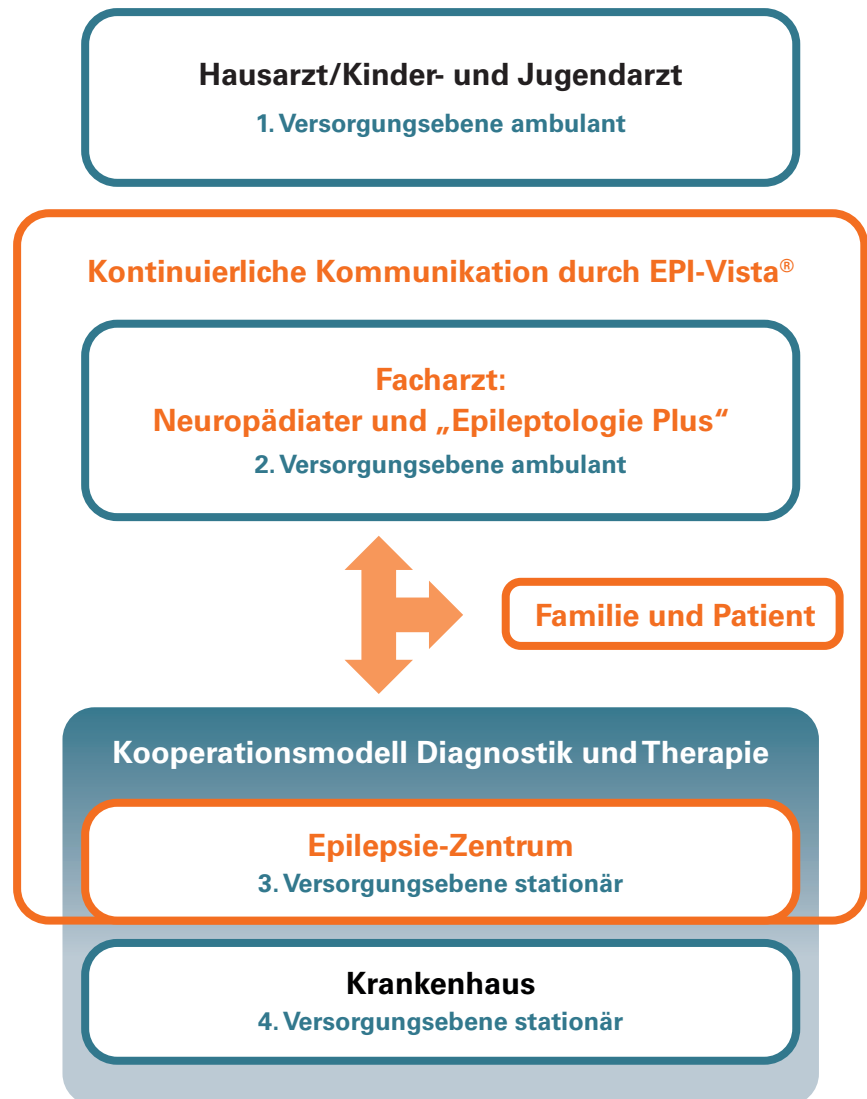 Hausarzt/Kinder- und Jugendarzt
1. Versorgungsebene ambulant
Kontinuierliche Kommunikation durch EPI-Vista®
Facharzt:
Neuropädiater und „Epileptologie Plus“
2. Versorgungsebene ambulant
Familie und Patient
Kooperationsmodell Diagnostik und Therapie
Epilepsie-Zentrum
3. Versorgungsebene stationär
Krankenhaus
4. Versorgungsebene stationär